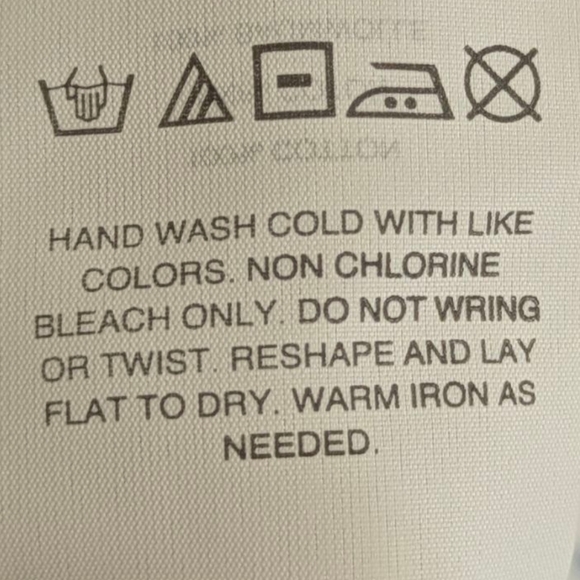 HAND WASH COLD WITH LIKE
COLORS. NON CHLORINE
BLEACH ONLY. DO NOT WRING
OR TWIST. RESHAPE AND LAY
FLAT TO DRY. WARM IRON AS
NEEDED.